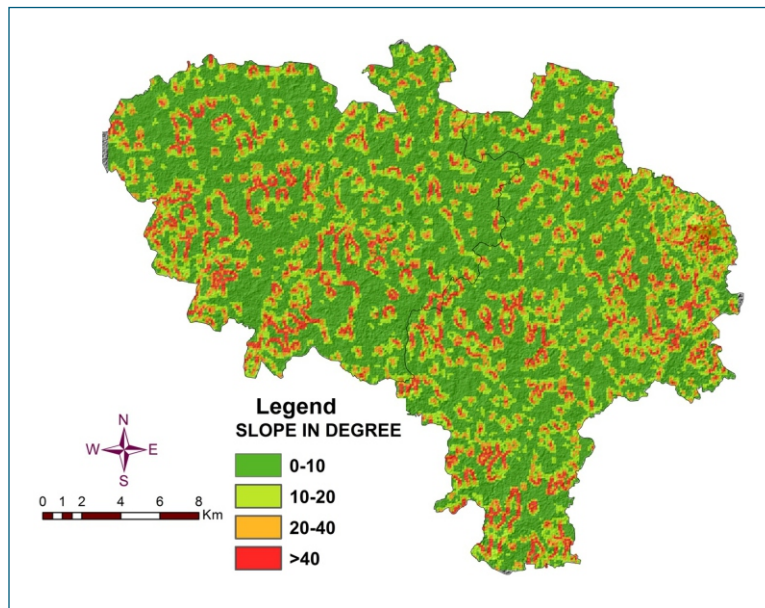 Legend
SLOPE IN DEGREE
0-10
10-20
20-40
>40
N
W E
S
0 1 2 4 6 8
Km